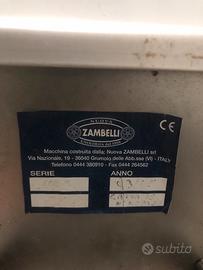 NUOVA
ZAMBELLI
CE
Macchina costruita dalla: Nuova ZAMBELLI srl
Via Nazionale, 19 - 36040 Grumolo delle Abb.sse (VI) - ITALY
Telefono 0444 380910 - Fax 0444 264562
SERIE ANNO
subito